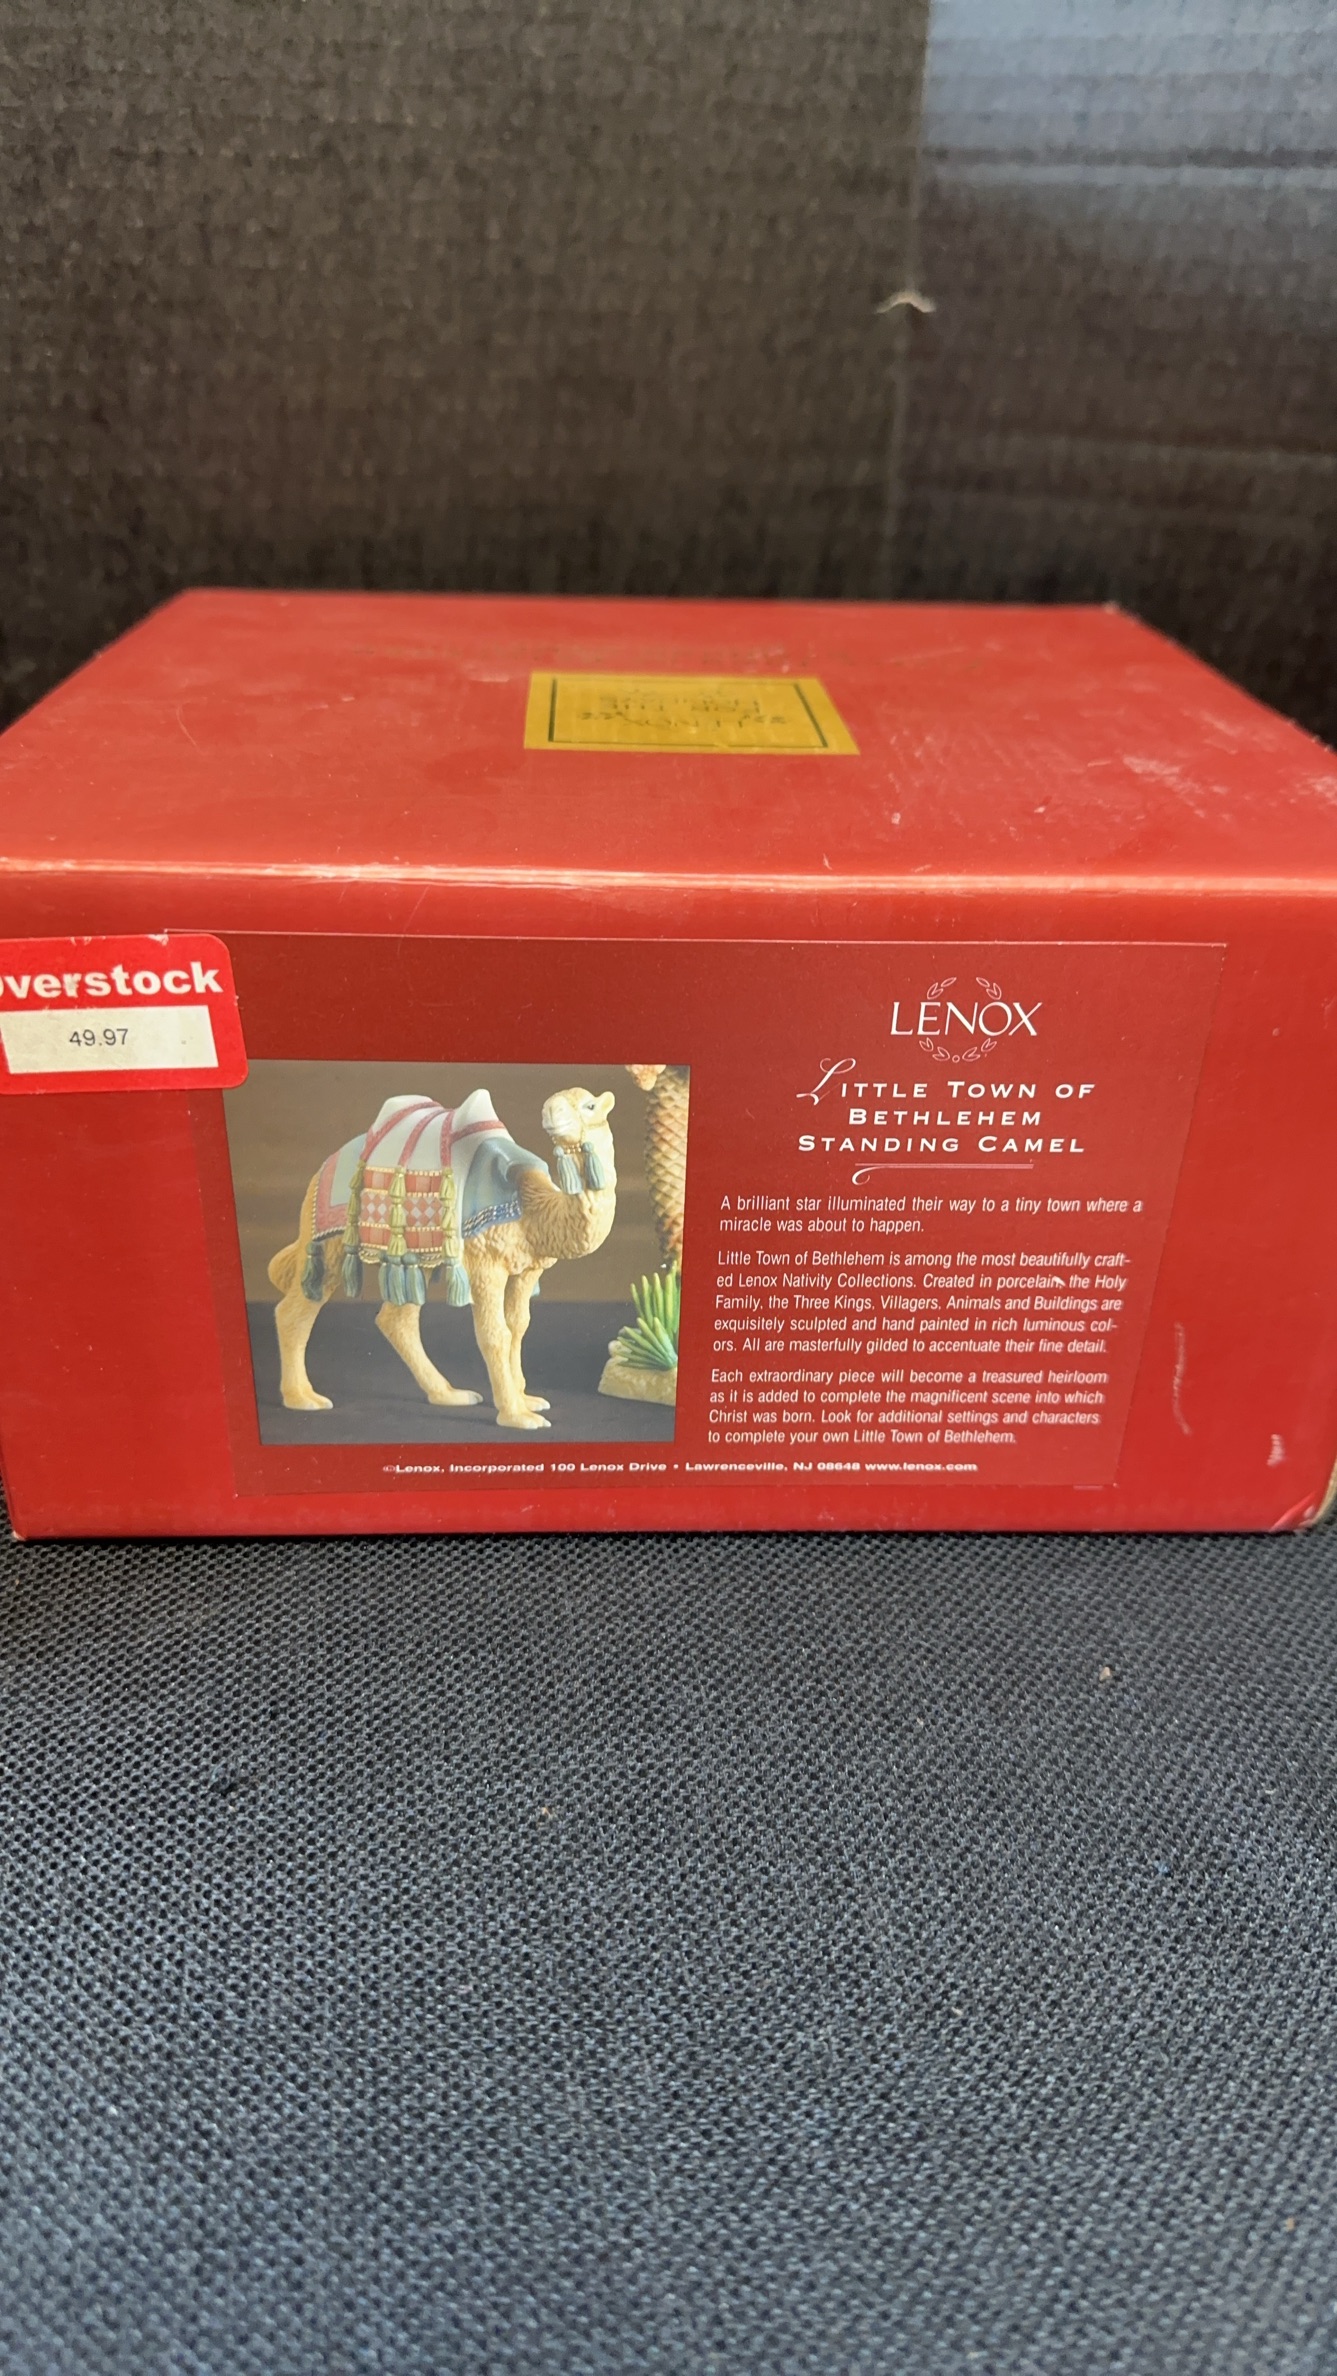 LENOX
verstock
49.97
LENOX
LITTLE TOWN OF
BETHLEHEM
STANDING CAMEL
A brilliant star illuminated their way to a tiny town where a
miracle was about to happen.
Little Town of Bethlehem is among the most beautifully craft-
ed Lenox Nativity Collections. Created in porcelain the Holy
Family, the Three Kings, Villagers, Animals and Buildings are
exquisitely sculpted and hand painted in rich luminous col-
ors. All are masterfully gilded to accentuate their fine detail.
Each extraordinary piece will become a treasured heirloom
as it is added to complete the magnificent scene into which
Christ was born. Look for additional settings and characters
to complete your own Little Town of Bethlehem.
©Lenox, Incorporated 100 Lenox Drive • Lawrenceville, NJ 08648 www.lenox.com